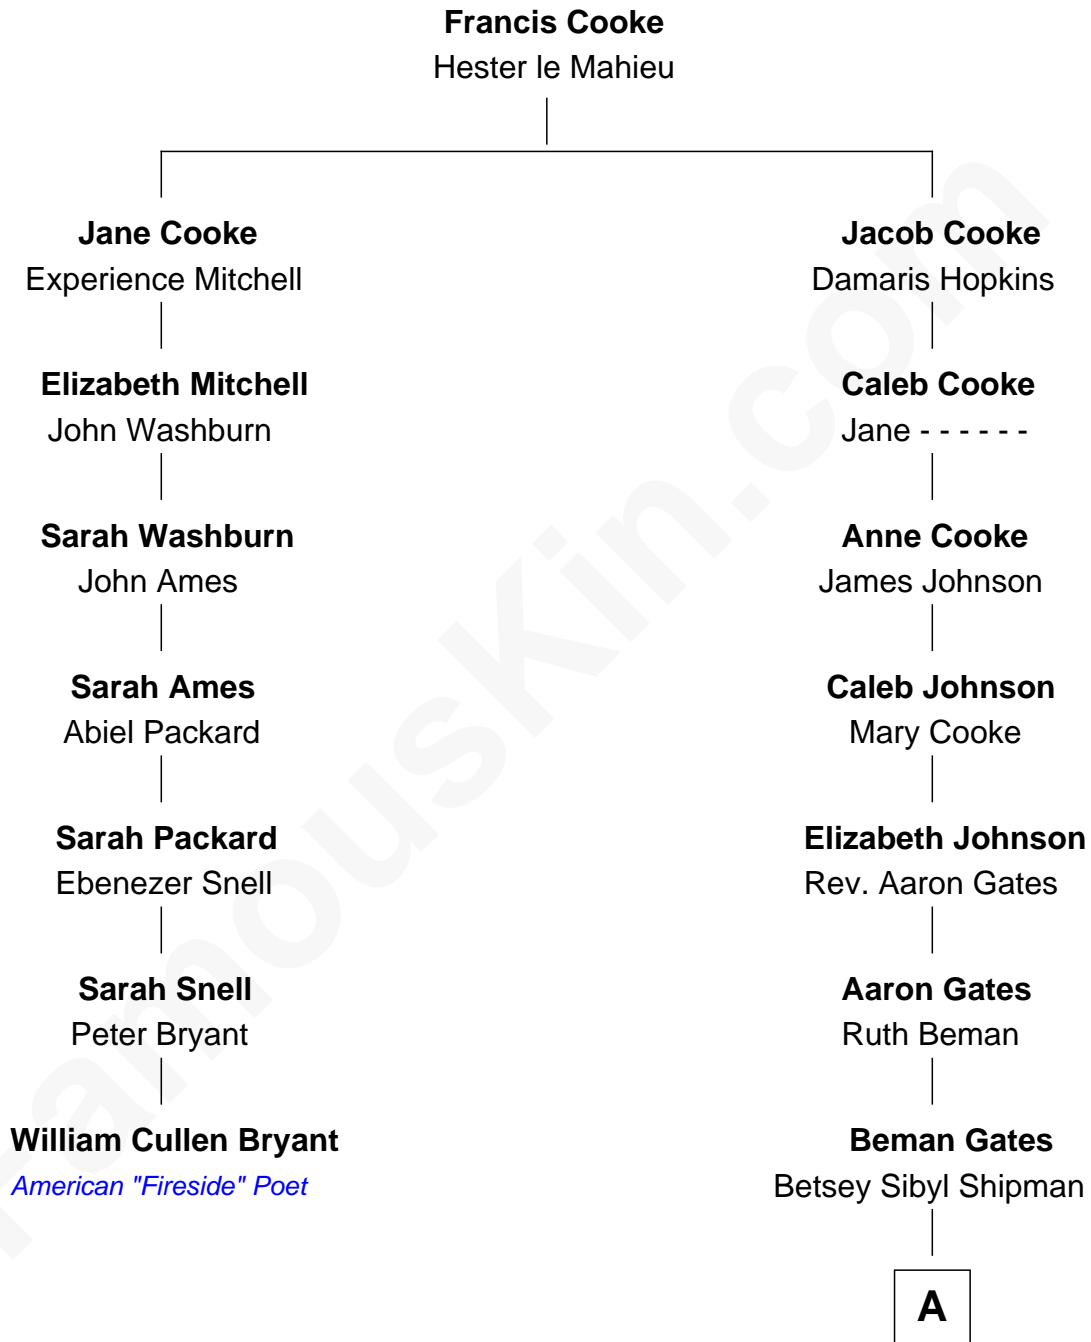 Francis Cooke
Hester le Mahieu
Jane Cooke
Experience Mitchell
Jacob Cooke
Damaris Hopkins
Elizabeth Mitchell
John Washburn
Caleb Cooke
Jane - - - - - -
Sarah Washburn
John Ames
Anne Cooke
James Johnson
Sarah Ames
Abiel Packard
Caleb Johnson
Mary Cooke
Sarah Packard
Ebenezer Snell
Elizabeth Johnson
Rev. Aaron Gates
Sarah Snell
Peter Bryant
Aaron Gates
Ruth Beman
William Cullen Bryant
American "Fireside" Poet
Beman Gates
Betsey Sibyl Shipman
A
FamousKin.com